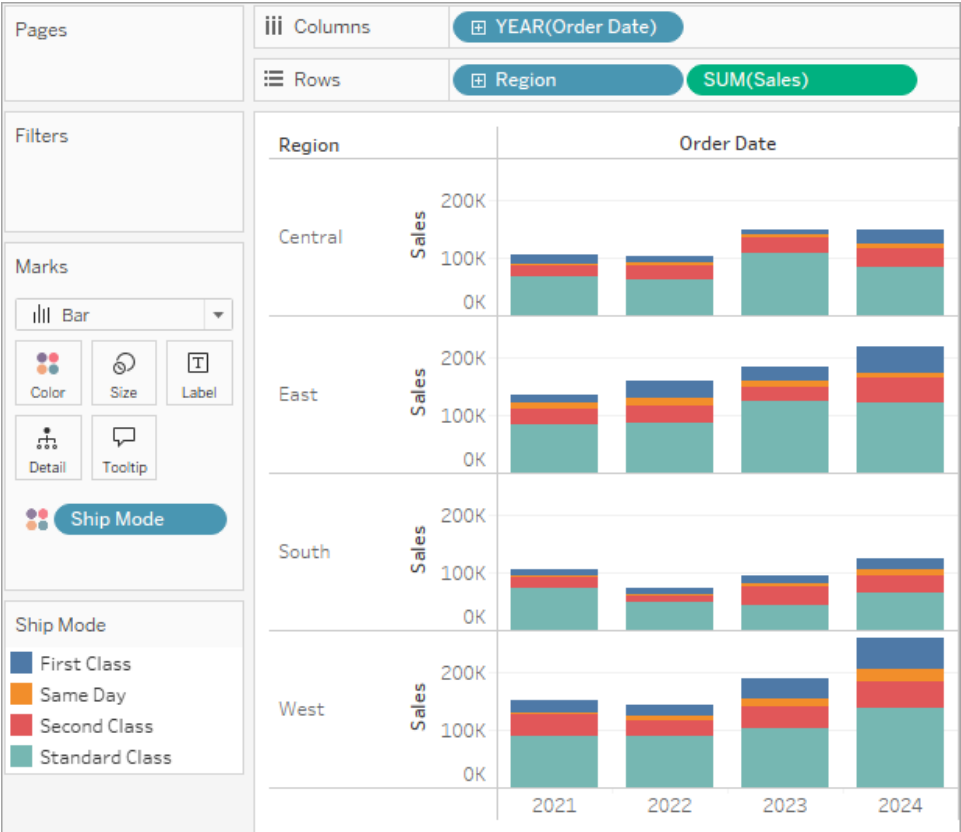 Pages
Columns
YEAR(Order Date)
Rows
Region
SUM(Sales)
Filters
Marks
Bar
Color
Size
Label
Detail
Tooltip
Ship Mode
Ship Mode
First Class
Same Day
Second Class
Standard Class
Region
Order Date
Central
Sales
200K
100K
0K
East
Sales
200K
100K
0K
South
Sales
200K
100K
0K
West
Sales
200K
100K
0K
2021 2022 2023 2024